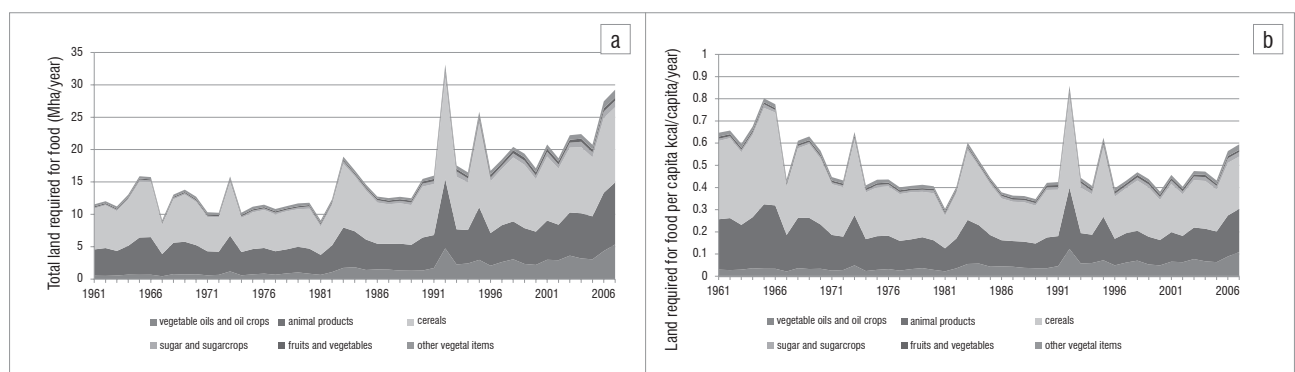 a
Total land required for food (Mha/year)
35
30
25
20
15
10
5
0
1961 1966 1971 1976 1981 1986 1991 1996 2001 2006
vegetable oils and oil crops animal products cereals
sugar and sugarcrops fruits and vegetables other vegetal items
b
Land required for food per capita kcal/capita/year)
1
0.9
0.8
0.7
0.6
0.5
0.4
0.3
0.2
0.1
0
1961 1966 1971 1976 1981 1986 1991 1996 2001 2006
vegetable oils and oil crops animal products cereals
sugar and sugarcrops fruits and vegetables other vegetal items